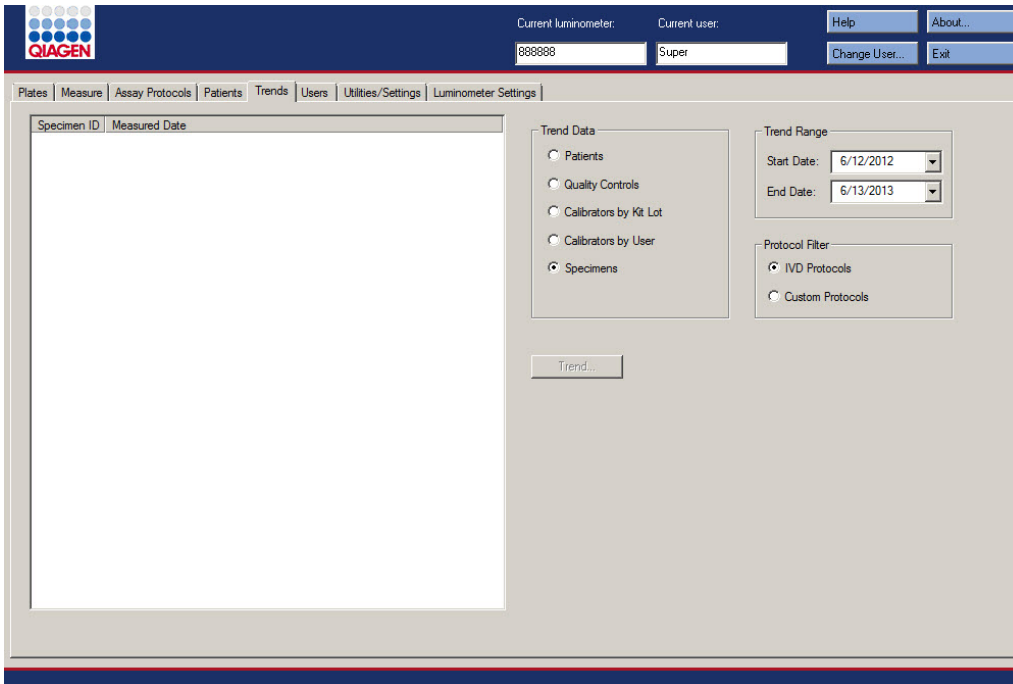 QIAGEN
Current luminometer: Current user:
888888 Super
Help About...
Change User... Exit
Plates Measure Assay Protocols Patients Trends Users Utilities/Settings Luminometer Settings
Specimen ID Measured Date
Trend Data
Patients
Quality Controls
Calibrators by Kit Lot
Calibrators by User
Specimens
Trend Range
Start Date: 6/12/2012
End Date: 6/13/2013
Protocol Filter
IVD Protocols
Custom Protocols
Trend...